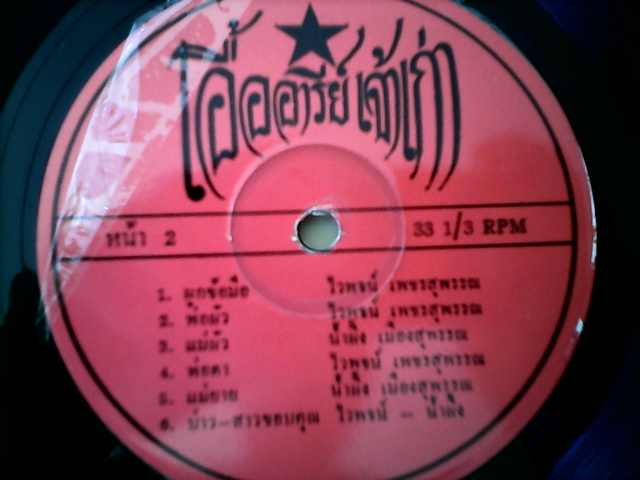 โอ้ออารีย์เจ้าเก่า
หน้า 2 33 1/3 RPM
1. ผูกข้อมือ ไวพจน์ เพชรสุพรรณ
2. พ่อผัว ไวพจน์ เพชรสุพรรณ
3. แม่ผัว น้ำผึ้ง เมืองสุพรรณ
4. พ่อตา ไวพจน์ เพชรสุพรรณ
5. แม่ยาย น้ำผึ้ง เมืองสุพรรณ
6. บ่าว-สาวขอบคุณ ไวพจน์ - น้ำผึ้ง